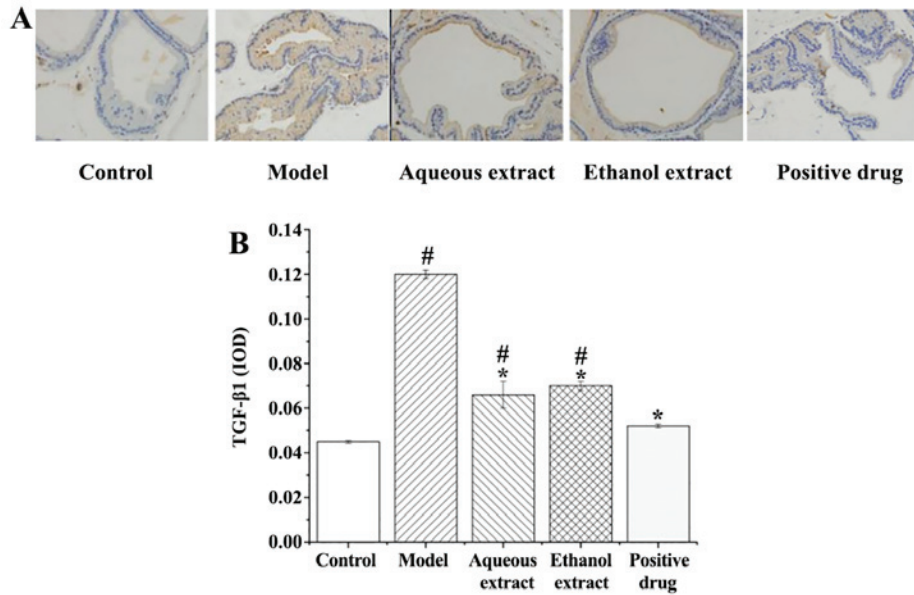 A
Control
Model
Aqueous extract
Ethanol extract
Positive drug
B
TGF-β1 (IOD)
0.14
0.12
0.10
0.08
0.06
0.04
0.02
0.00
#
#
*
#
*
*
Control
Model
Aqueous
extract
Ethanol
extract
Positive
drug